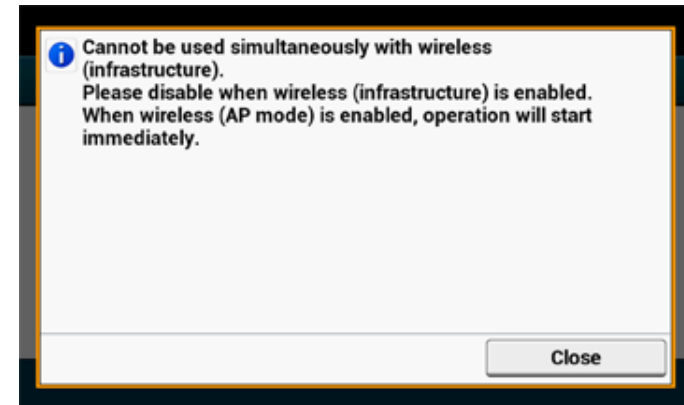 Cannot be used simultaneously with wireless
(infrastructure).
Please disable when wireless (infrastructure) is enabled.
When wireless (AP mode) is enabled, operation will start
immediately.
Close